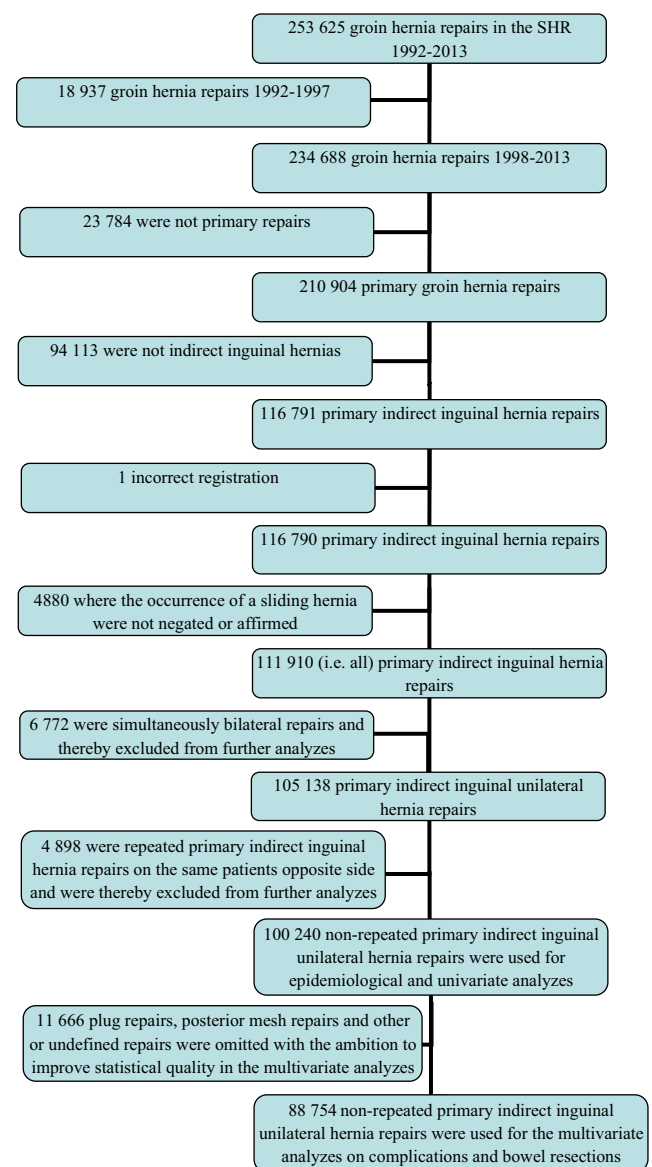 253 625 groin hernia repairs in the SHR
1992-2013
18 937 groin hernia repairs 1992-1997
234 688 groin hernia repairs 1998-2013
23 784 were not primary repairs
210 904 primary groin hernia repairs
94 113 were not indirect inguinal hernias
116 791 primary indirect inguinal hernia repairs
1 incorrect registration
116 790 primary indirect inguinal hernia repairs
4880 where the occurrence of a sliding hernia
were not negated or affirmed
111 910 (i.e. all) primary indirect inguinal hernia
repairs
6 772 were simultaneously bilateral repairs and
thereby excluded from further analyzes
105 138 primary indirect inguinal unilateral
hernia repairs
4 898 were repeated primary indirect inguinal
hernia repairs on the same patients opposite side
and were thereby excluded from further analyzes
100 240 non-repeated primary indirect inguinal
unilateral hernia repairs were used for
epidemiological and univariate analyzes
11 666 plug repairs, posterior mesh repairs and other
or undefined repairs were omitted with the ambition to
improve statistical quality in the multivariate analyzes
88 754 non-repeated primary indirect inguinal
unilateral hernia repairs were used for the multivariate
analyzes on complications and bowel resections